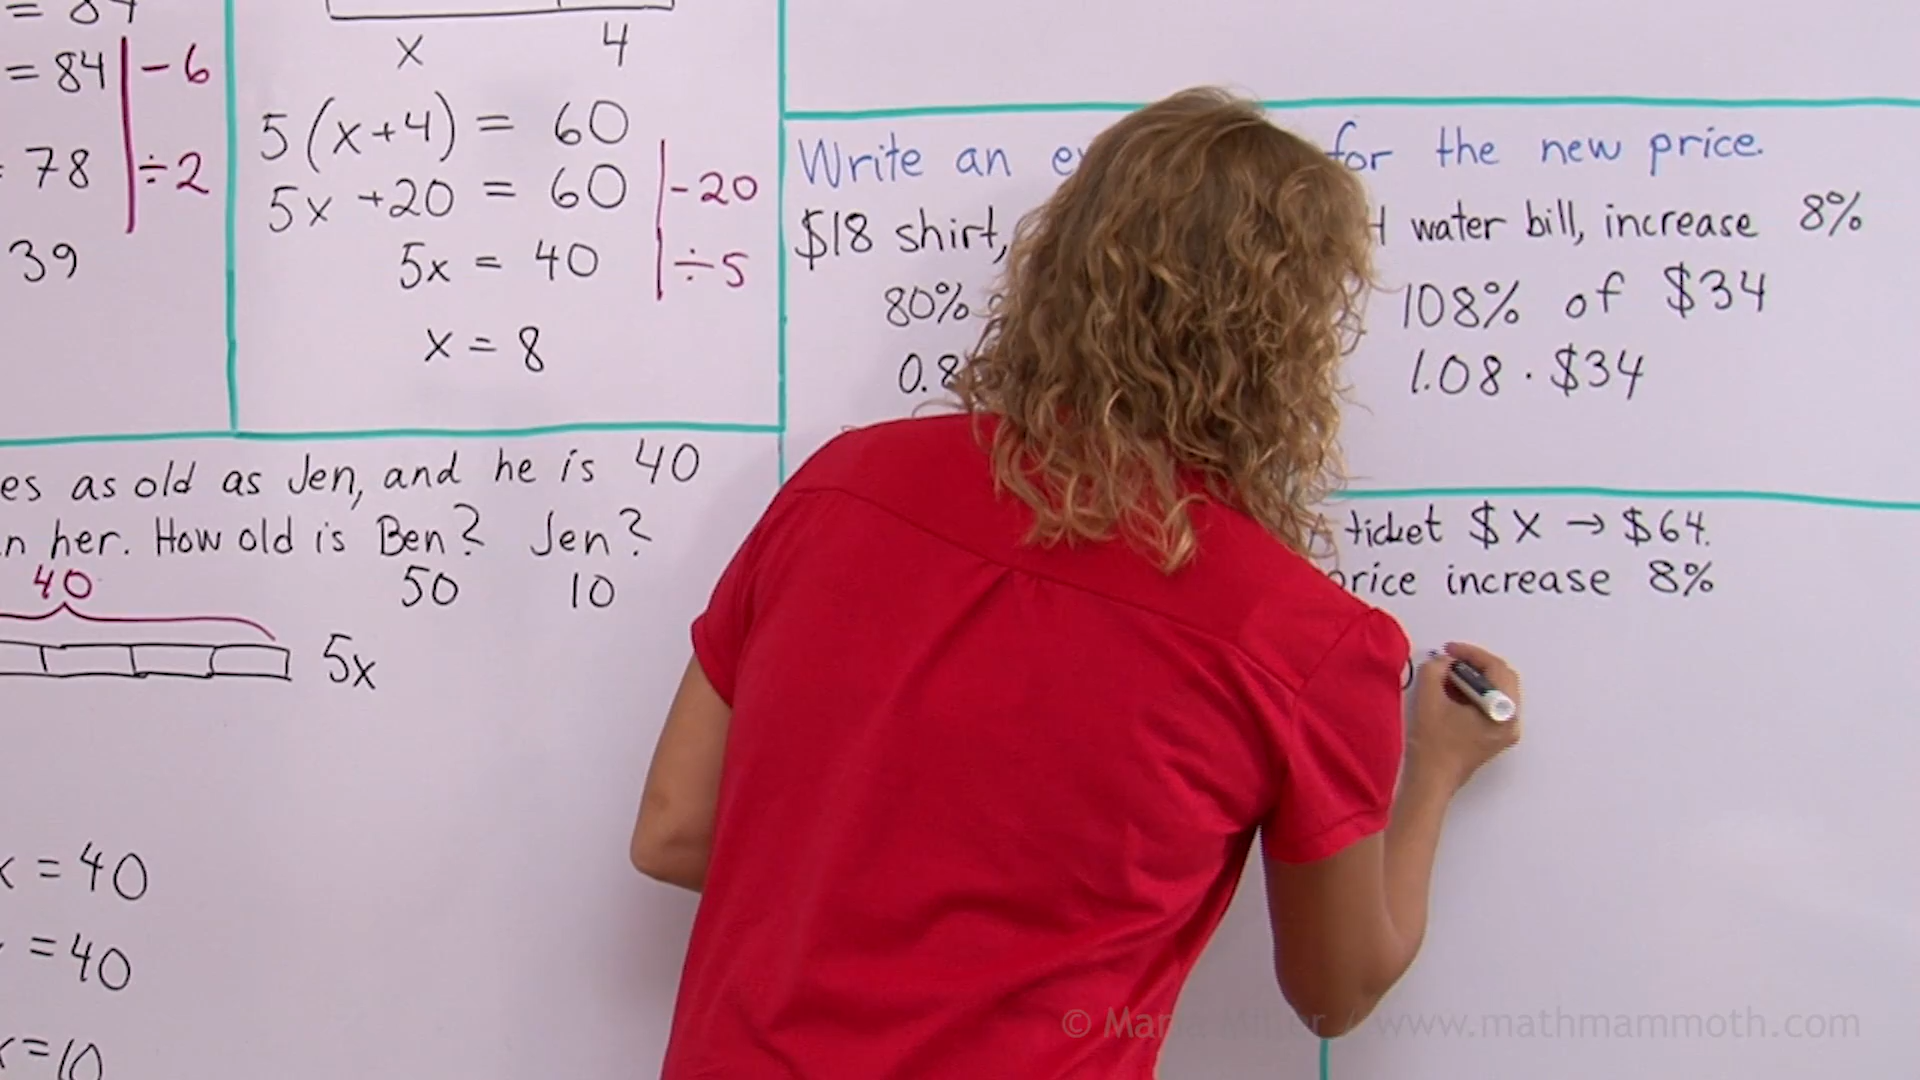 = 84
= 84 -6
78 ÷2
39
x 4
5(x+4) = 60
5x +20 = 60 -20
5x = 40 ÷5
x = 8
Write an for the new price.
$18 shirt, water bill, increase 8%
80% 108% of $34
0.8 1.08 · $34
as old as Jen, and he is 40
her. How old is Ben? Jen?
40 50 10
5x
= 40
= 40
= 10
ticket $x → $64.
price increase 8%
© Maria Miller / www.mathmammoth.com